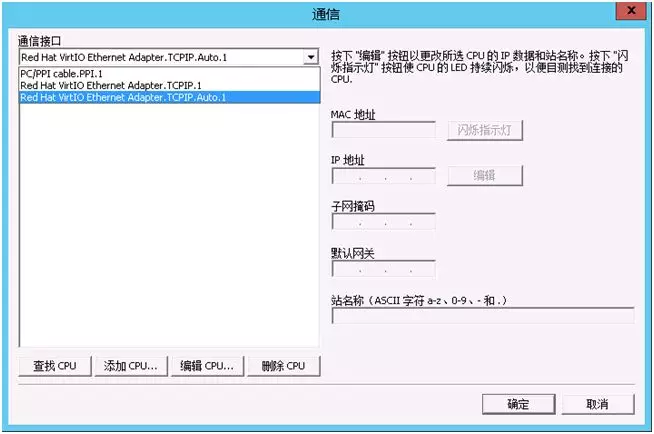 通信
通信接口
Red Hat VirtIO Ethernet Adapter.TCPIP.Auto.1
PC/PPI cable.PPI.1
Red Hat VirtIO Ethernet Adapter.TCPIP.1
Red Hat VirtIO Ethernet Adapter.TCPIP.Auto.1
按下 "编辑" 按钮以更改所选 CPU 的 IP 数据和站名称。按下 "闪
烁指示灯" 按钮使 CPU 的 LED 持续闪烁，以便目测找到连接的
CPU.
MAC 地址
闪烁指示灯
IP 地址
. . .
编辑
子网掩码
. . .
默认网关
. . .
站名称（ASCII 字符 a-z、0-9、- 和 .）
查找 CPU
添加 CPU...
编辑 CPU...
删除 CPU
确定
取消